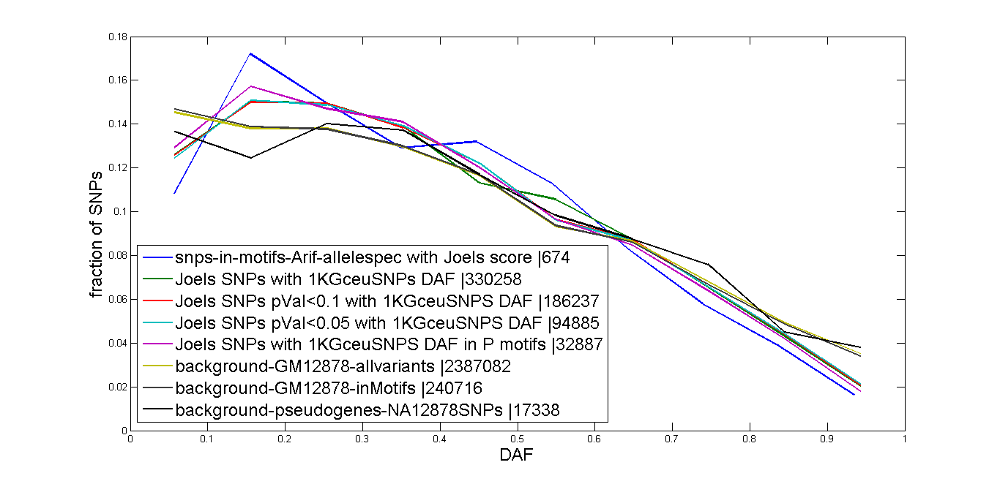 0.18
0.16
0.14
0.12
0.1
0.08
0.06
0.04
0.02
0
fraction of SNPs
snps-in-motifs-Arif-allelespec with Joels score |674
Joels SNPs with 1KGceuSNPs DAF |330258
Joels SNPs pVal<0.1 with 1KGceuSNPS DAF |186237
Joels SNPs pVal<0.05 with 1KGceuSNPS DAF |94885
Joels SNPs with 1KGceuSNPS DAF in P motifs |32887
background-GM12878-allvariants |2387082
background-GM12878-inMotifs |240716
background-pseudogenes-NA12878SNPs |17338
0 0.1 0.2 0.3 0.4 0.5 0.6 0.7 0.8 0.9 1
DAF